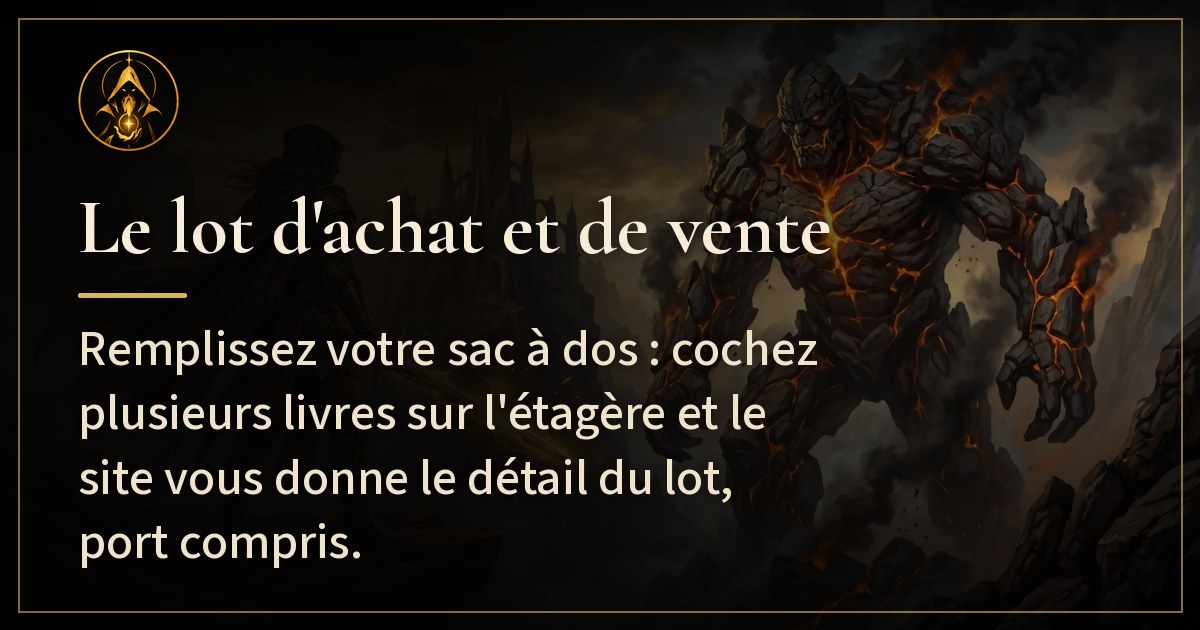 Le lot d'achat et de vente
Remplissez votre sac à dos : cochez
plusieurs livres sur l'étagère et le
site vous donne le détail du lot,
port compris.